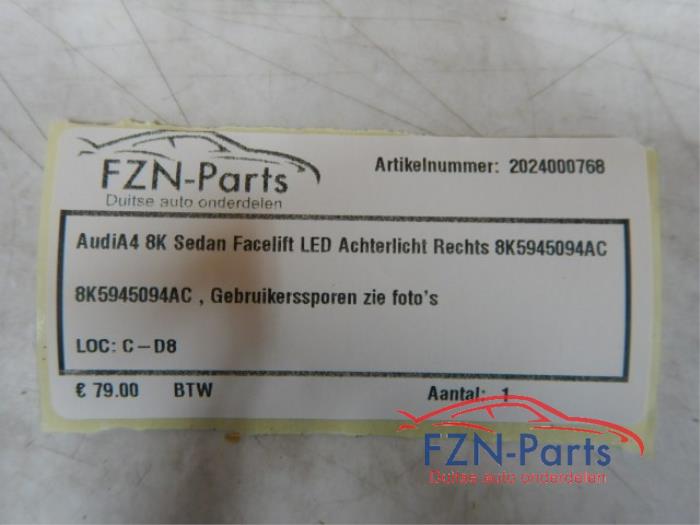 FZN-Parts
Duitse auto onderdelen
Artikelnummer: 2024000768
AudiA4 8K Sedan Facelift LED Achterlicht Rechts 8K5945094AC
8K5945094AC , Gebruikerssporen zie foto's
LOC: C-D8
€ 79.00 BTW Aantal: 1
FZN-Parts
Duitse auto onderdelen